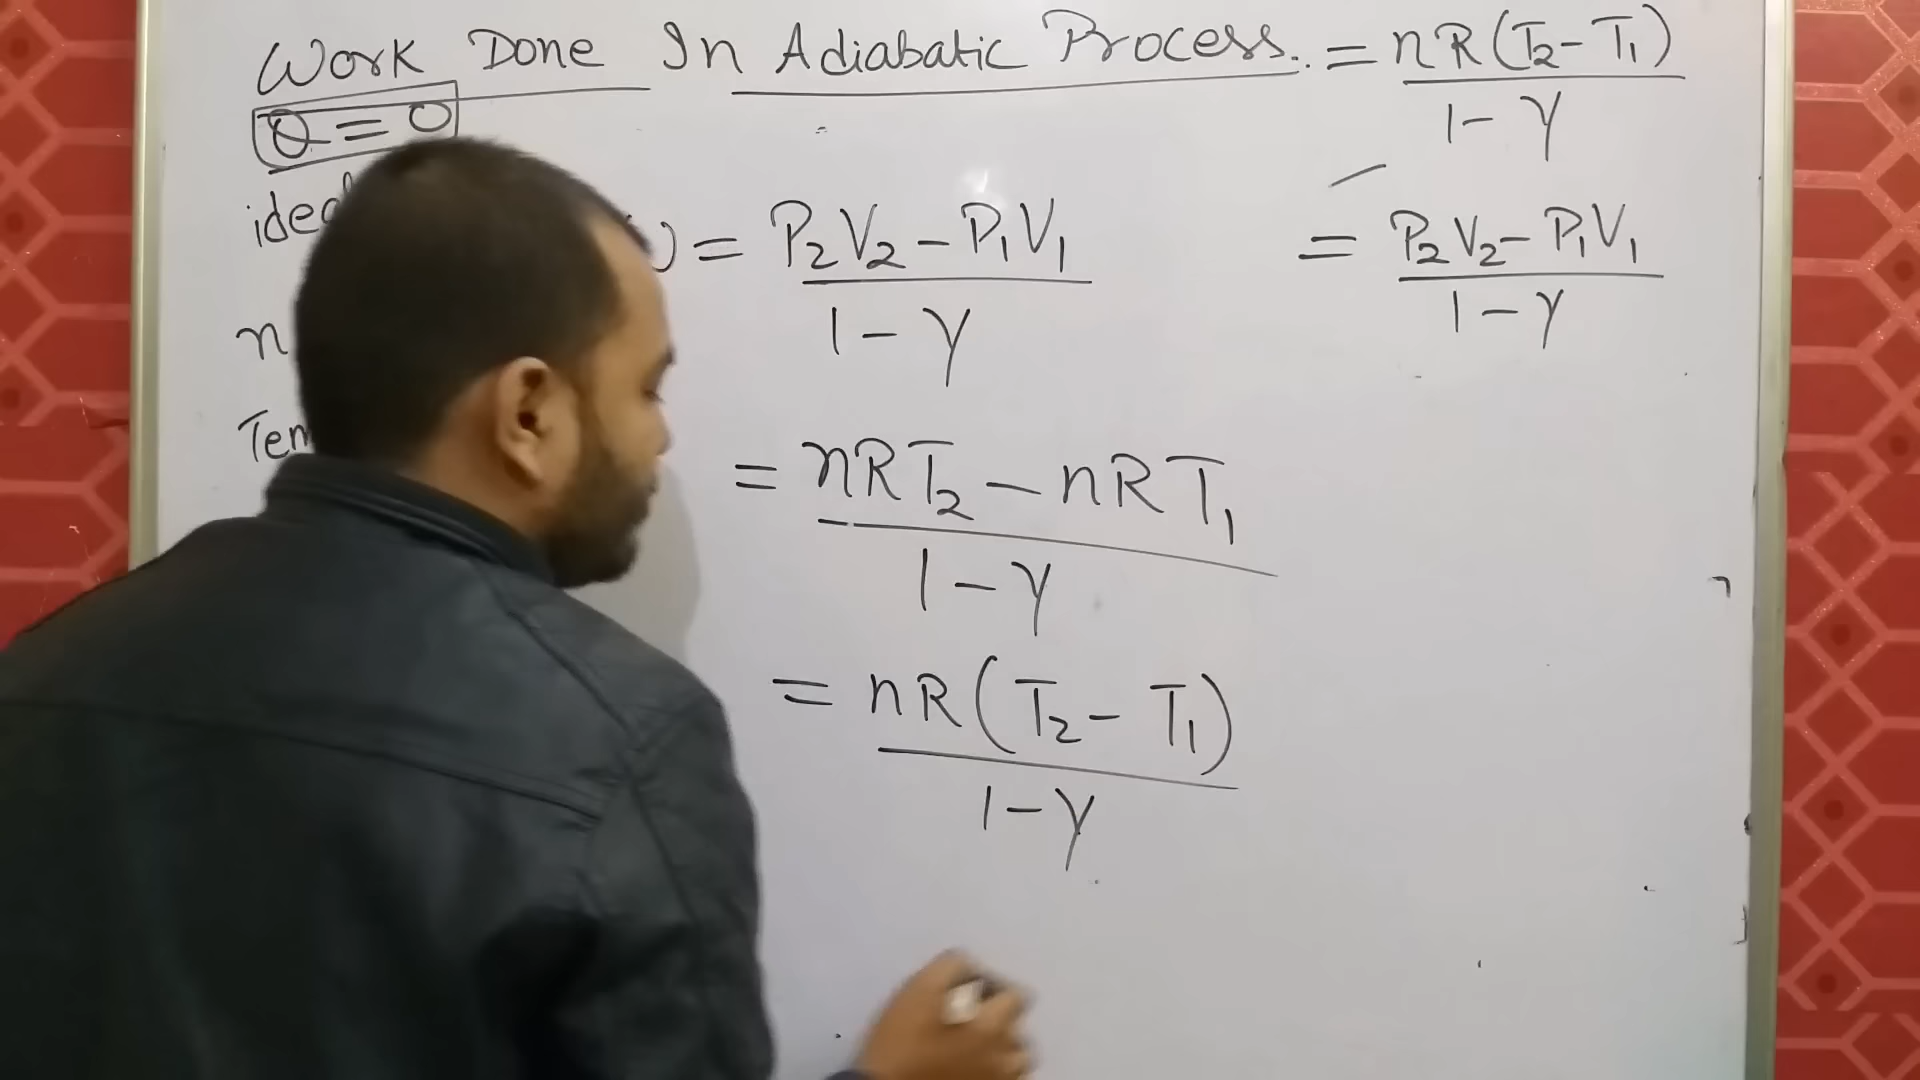 Work Done In Adiabatic Process. = nR(T₂ - T₁)
1 - γ
Q = 0
= P₂V₂ - P₁V₁
1 - γ
= P₂V₂ - P₁V₁
1 - γ
n
= nRT₂ - nRT₁
1 - γ
= nR(T₂ - T₁)
1 - γ